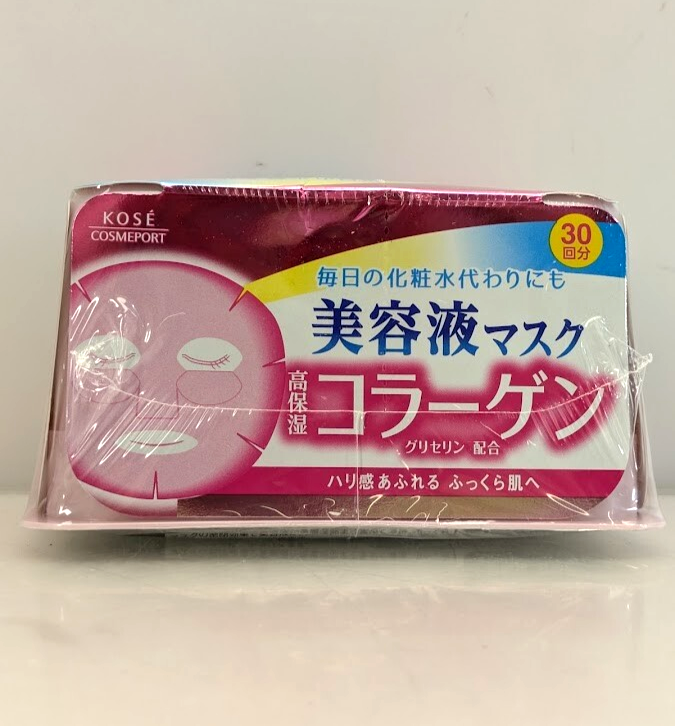 KOSÉ
COSMEPORT
30
回分
毎日の化粧水代わりにも
美容液マスク
高保湿
コラーゲン
グリセリン 配合
ハリ感あふれる ふっくら肌へ